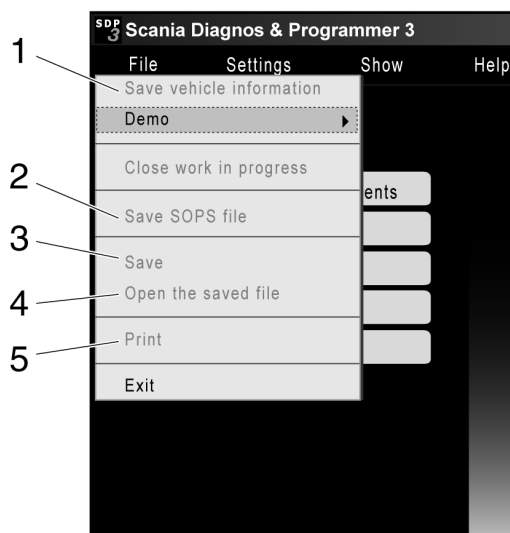 SDP 3 Scania Diagnos & Programmer 3
File Settings Show Help
1
Save vehicle information
Demo
Close work in progress
ents
2
Save SOPS file
3
Save
4
Open the saved file
5
Print
Exit